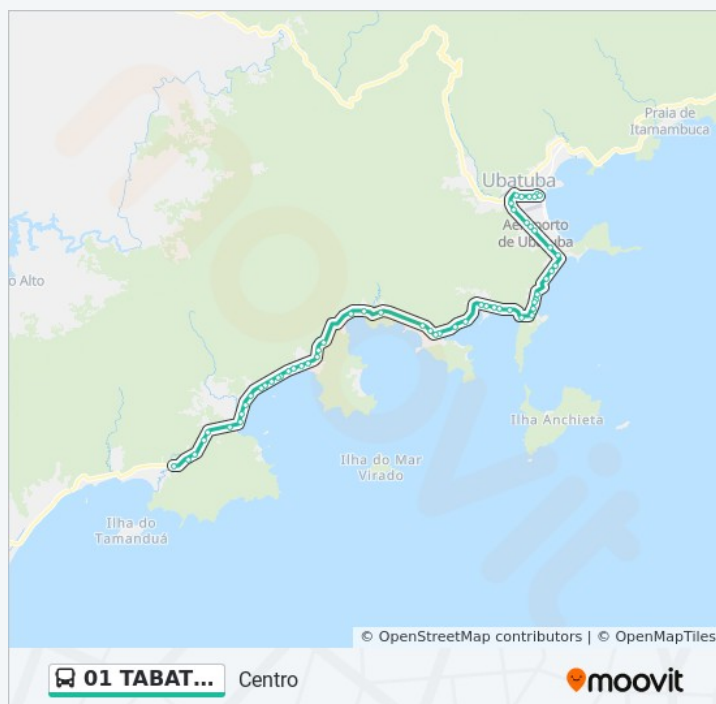 Praia de
Itamambuca
Ubatuba
Aeroporto
de Ubatuba
o Alto
Ilha Anchieta
Ilha do Mar
Virado
Ilha do
Tamanduá
© OpenStreetMap contributors | © OpenMapTiles
01 TABAT...
Centro
moovit